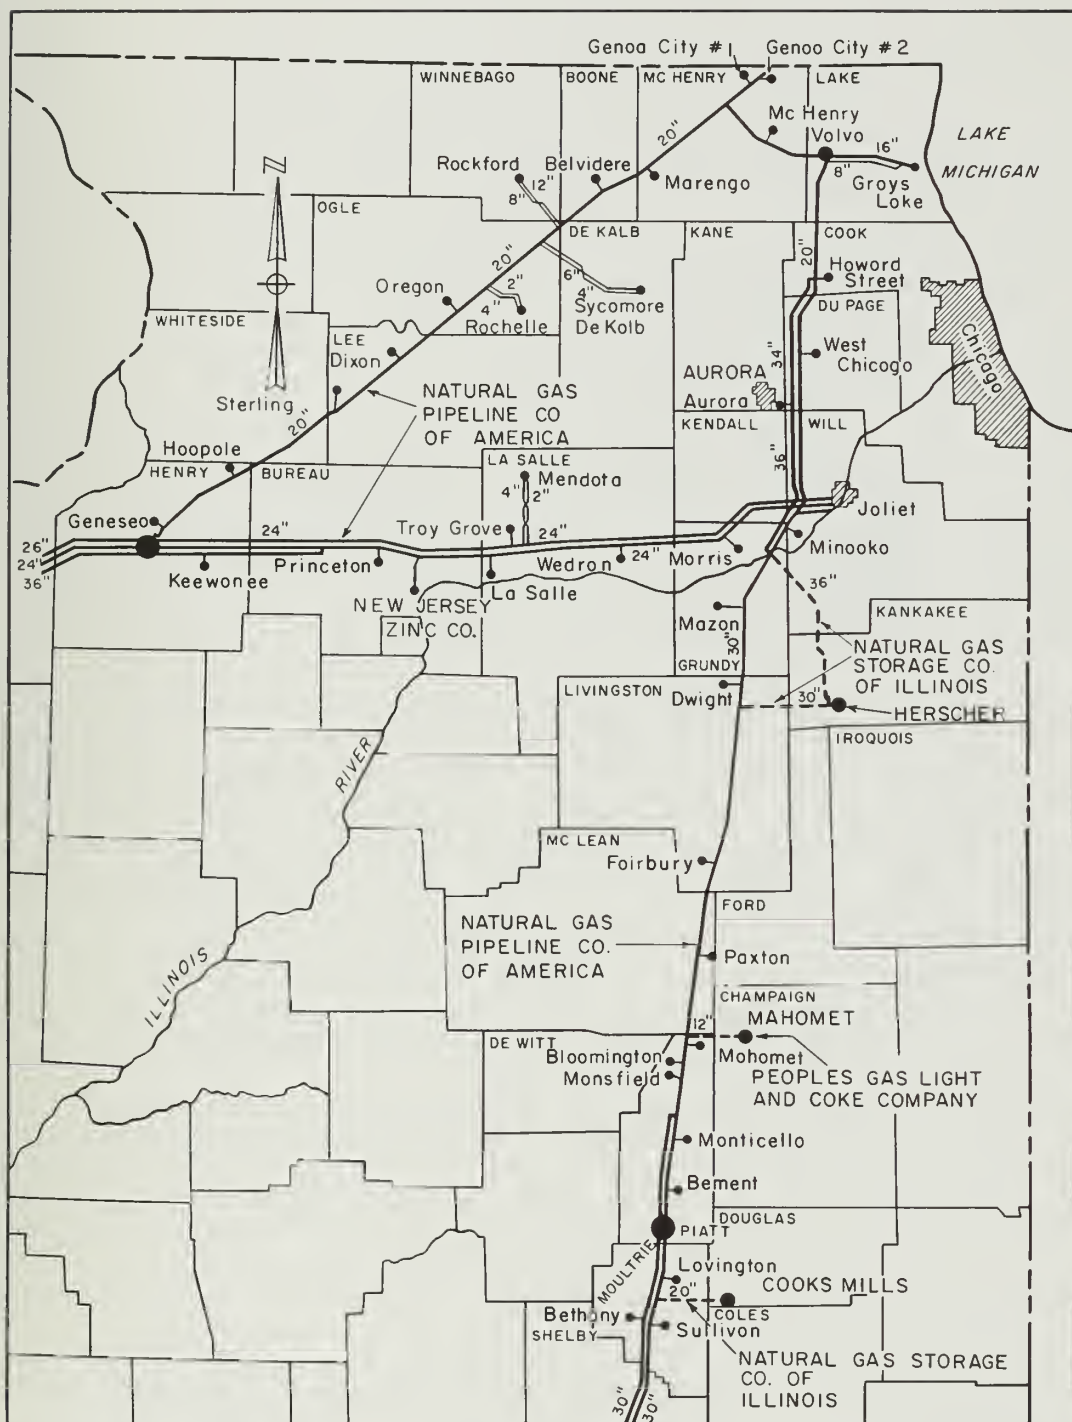 Genoa City #1
Genoo City #2
WINNEBAGO
BOONE
MC HENRY
LAKE
Mc Henry
Volvo
LAKE
MICHIGAN
20"
16"
8"
Groys
Lake
Rockford
12"
8"
Belvidere
Marengo
N
OGLE
DE KALB
KANE
COOK
20"
20"
6"
4"
2"
4"
Oregon
Rochelle
Sycomore
De Kolb
Howord
Street
DU PAGE
WHITESIDE
LEE
Dixon
34"
West
Chicogo
Chicago
Sterling
NATURAL GAS
PIPELINE CO
OF AMERICA
AURORA
Aurora
20"
KENDALL
WILL
Hoopole
HENRY
BUREAU
LA SALLE
Mendota
4"
2"
36"
Joliet
Geneseo
24"
Troy Grove
24"
26"
24"
36"
Keewonee
Princeton
Wedron
24"
Morris
Minooko
NEW JERSEY
ZINC CO.
La Salle
36"
Mazon
30"
KANKAKEE
NATURAL GAS
STORAGE CO.
OF ILLINOIS
GRUNDY
LIVINGSTON
Dwight
30"
HERSCHER
IROQUOIS
RIVER
MC LEAN
Foirbury
FORD
NATURAL GAS
PIPELINE CO.
OF AMERICA
Paxton
ILLINOIS
CHAMPAIGN
MAHOMET
12"
DE WITT
Bloomington
Mohomet
Monsfield
PEOPLES GAS LIGHT
AND COKE COMPANY
Monticello
Bement
DOUGLAS
PIATT
MOULTRIE
Lovington
20"
COOKS MILLS
Bethany
COLES
SHELBY
Sullivon
NATURAL GAS STORAGE
CO. OF
ILLINOIS
30"
30"